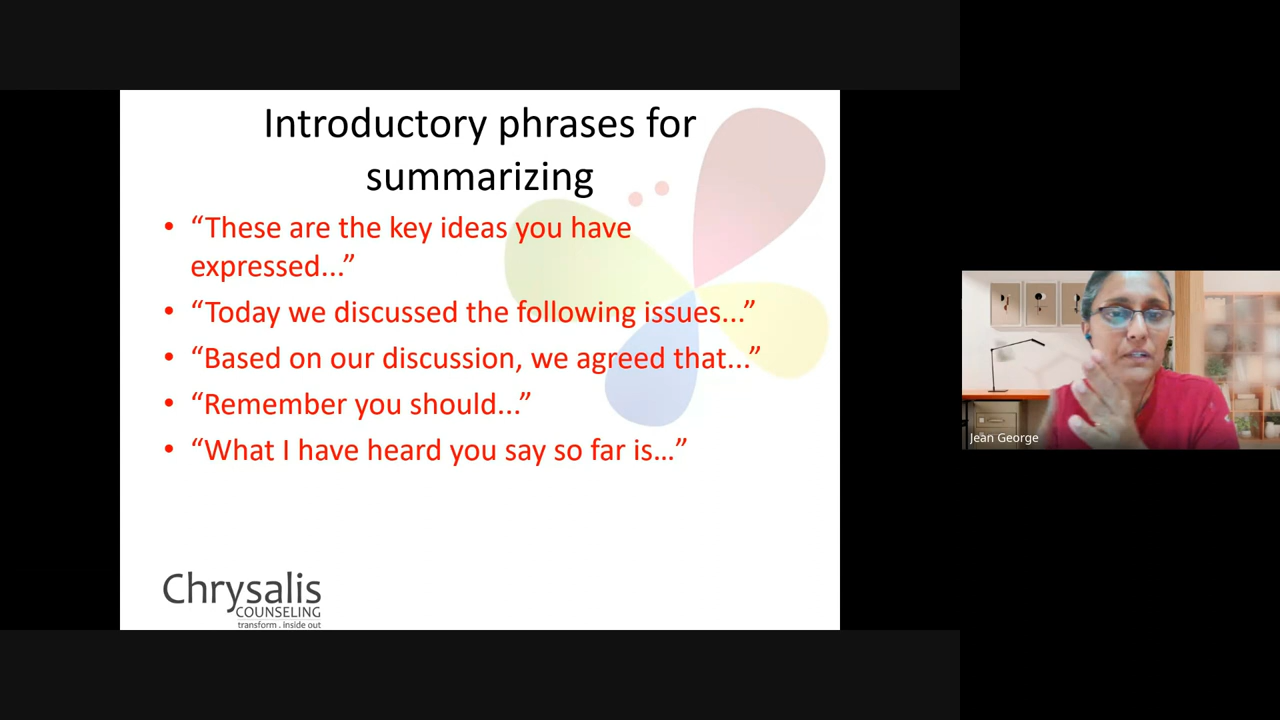 Introductory phrases for
summarizing
• “These are the key ideas you have
expressed...”
• “Today we discussed the following issues...”
• “Based on our discussion, we agreed that...”
• “Remember you should...”
• “What I have heard you say so far is...”
Chrysalis
COUNSELING
transform . inside out
Jean George